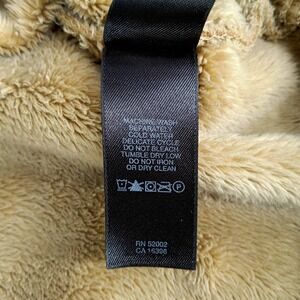 MACHINE WASH
SEPARATELY
COLD WATER
DELICATE CYCLE
DO NOT BLEACH
TUMBLE DRY LOW
DO NOT IRON
OR DRY CLEAN
RN 52002
CA 16398